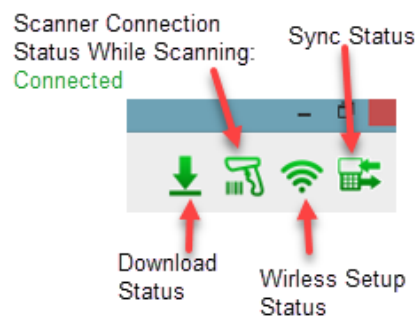 Scanner Connection
Status While Scanning:
Connected
Sync Status
Download
Status
Wirless Setup
Status